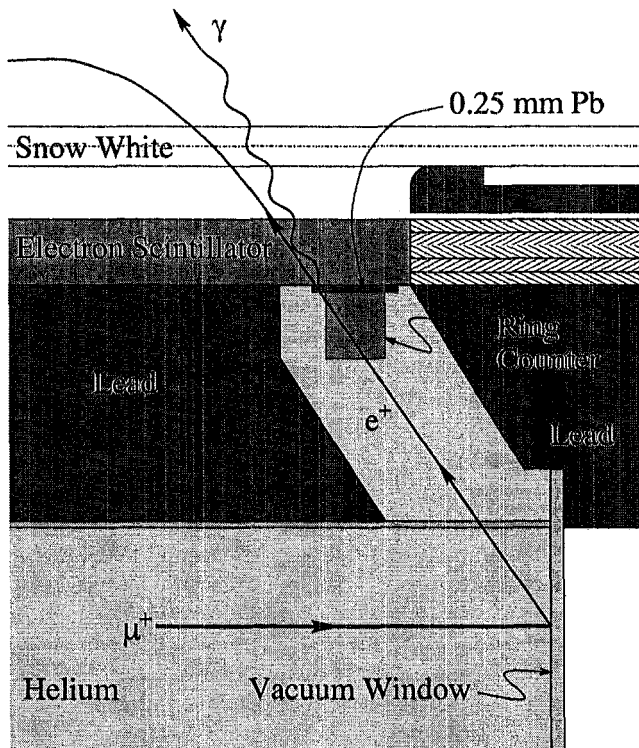 γ
0.25 mm Pb
Snow White
Electron Scintillator
Ring
Counter
Lead
e+
Lead
μ+
Helium
Vacuum Window